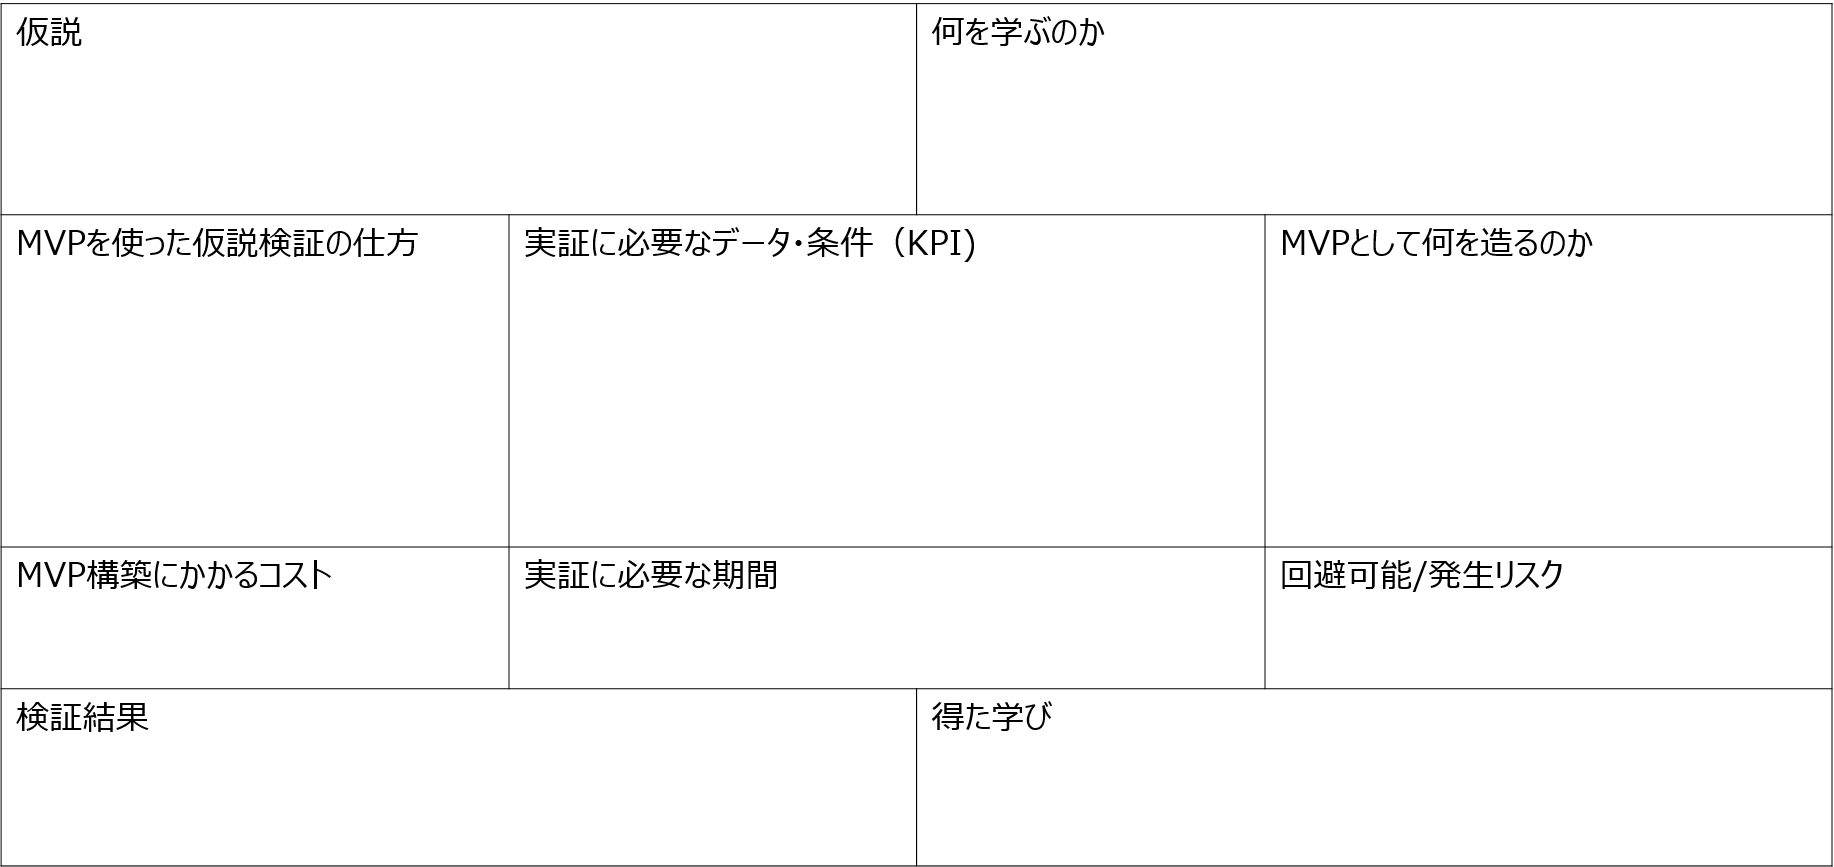 仮説
何を学ぶのか
MVPを使った仮説検証の仕方
実証に必要なデータ・条件（KPI)
MVPとして何を造るのか
MVP構築にかかるコスト
実証に必要な期間
回避可能/発生リスク
検証結果
得た学び